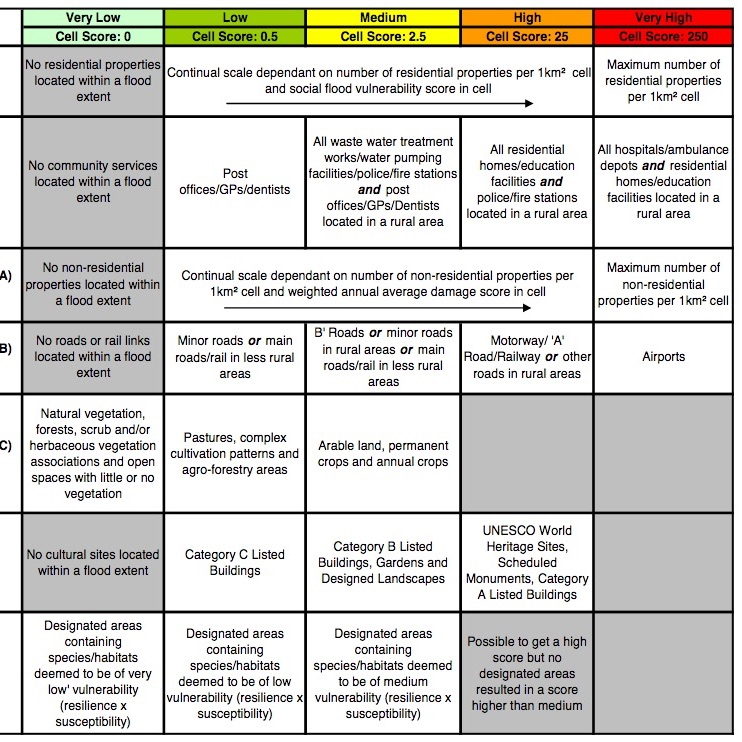 Very Low
Low
Medium
High
Very High
Cell Score: 0
Cell Score: 0.5
Cell Score: 2.5
Cell Score: 25
Cell Score: 250
No residential properties
located within a flood
extent
Continual scale dependant on number of residential properties per 1km² cell
and social flood vulnerability score in cell
Maximum number of
residential properties
per 1km² cell
No community services
located within a flood
extent
Post
offices/GPs/dentists
All waste water treatment
works/water pumping
facilities/police/fire stations
and post
offices/GPs/Dentists
located in a rural area
All residential
homes/education
facilities and
police/fire stations
located in a rural area
All hospitals/ambulance
depots and residential
homes/education
facilities located in a
rural area
A)
No non-residential
properties located within
a flood extent
Continual scale dependant on number of non-residential properties per
1km² cell and weighted annual average damage score in cell
Maximum number of
non-residential
properties per 1km² cell
B)
No roads or rail links
located within a flood
extent
Minor roads or main
roads/rail in less rural
areas
B' Roads or minor roads
in rural areas or main
roads/rail in less rural
areas
Motorway/ 'A'
Road/Railway or other
roads in rural areas
Airports
C)
Natural vegetation,
forests, scrub and/or
herbaceous vegetation
associations and open
spaces with little or no
vegetation
Pastures, complex
cultivation patterns and
agro-forestry areas
Arable land, permanent
crops and annual crops
No cultural sites located
within a flood extent
Category C Listed
Buildings
Category B Listed
Buildings, Gardens and
Designed Landscapes
UNESCO World
Heritage Sites,
Scheduled
Monuments, Category
A Listed Buildings
Designated areas
containing
species/habitats
deemed to be of very
low' vulnerability
(resilience x
susceptibility)
Designated areas
containing
species/habitats
deemed to be of low
vulnerability (resilience x
susceptibility)
Designated areas
containing
species/habitats deemed
to be of medium
vulnerability (resilience x
susceptibility)
Possible to get a high
score but no
designated areas
resulted in a score
higher than medium